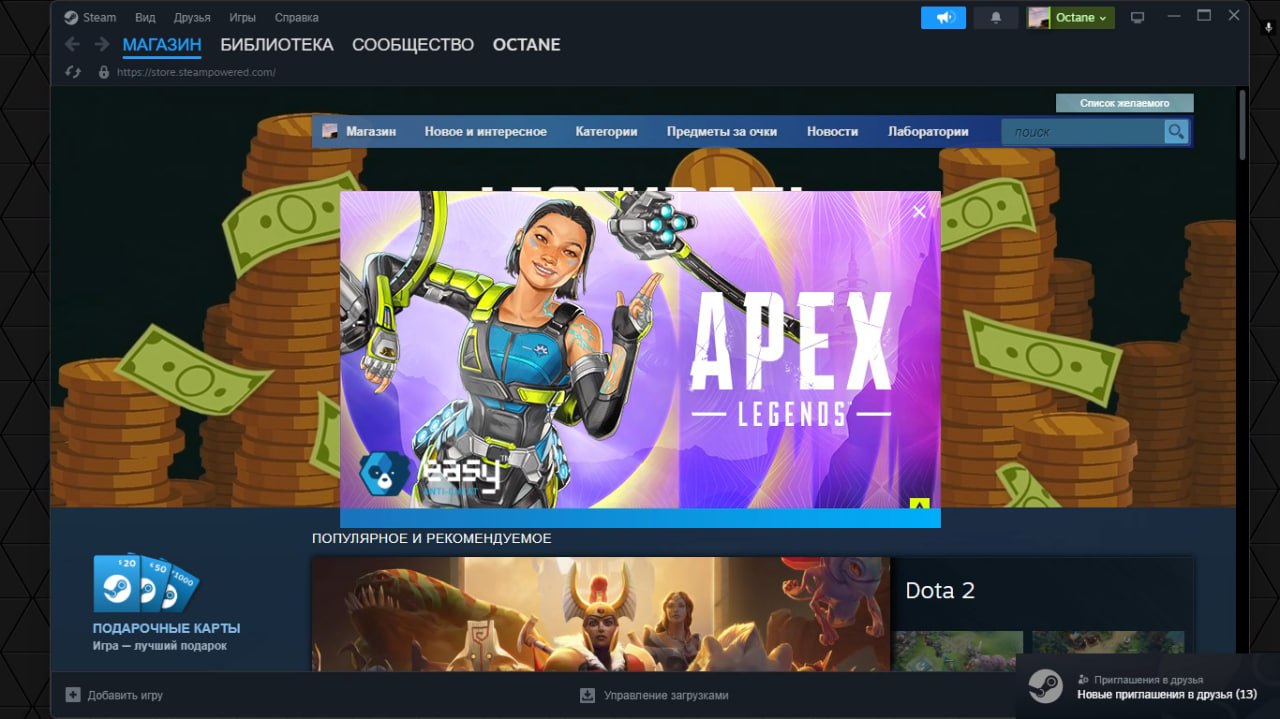 Steam Вид Друзья Игры Справка
Octane
МАГАЗИН БИБЛИОТЕКА СООБЩЕСТВО OCTANE
https://store.steampowered.com/
Список желаемого
Магазин Новое и интересное Категории Предметы за очки Новости Лаборатории поиск
APEX
LEGENDS
easy™
ПОПУЛЯРНОЕ И РЕКОМЕНДУЕМОЕ
$20 $50
Dota 2
ПОДАРОЧНЫЕ КАРТЫ
Игра — лучший подарок
Добавить игру
Управление загрузками
Приглашения в друзья
Новые приглашения в друзья (13)